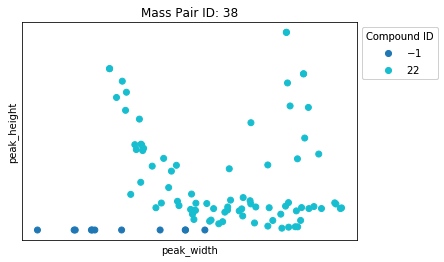 Mass Pair ID: 38
Compound ID
−1
22
peak_height
peak_width